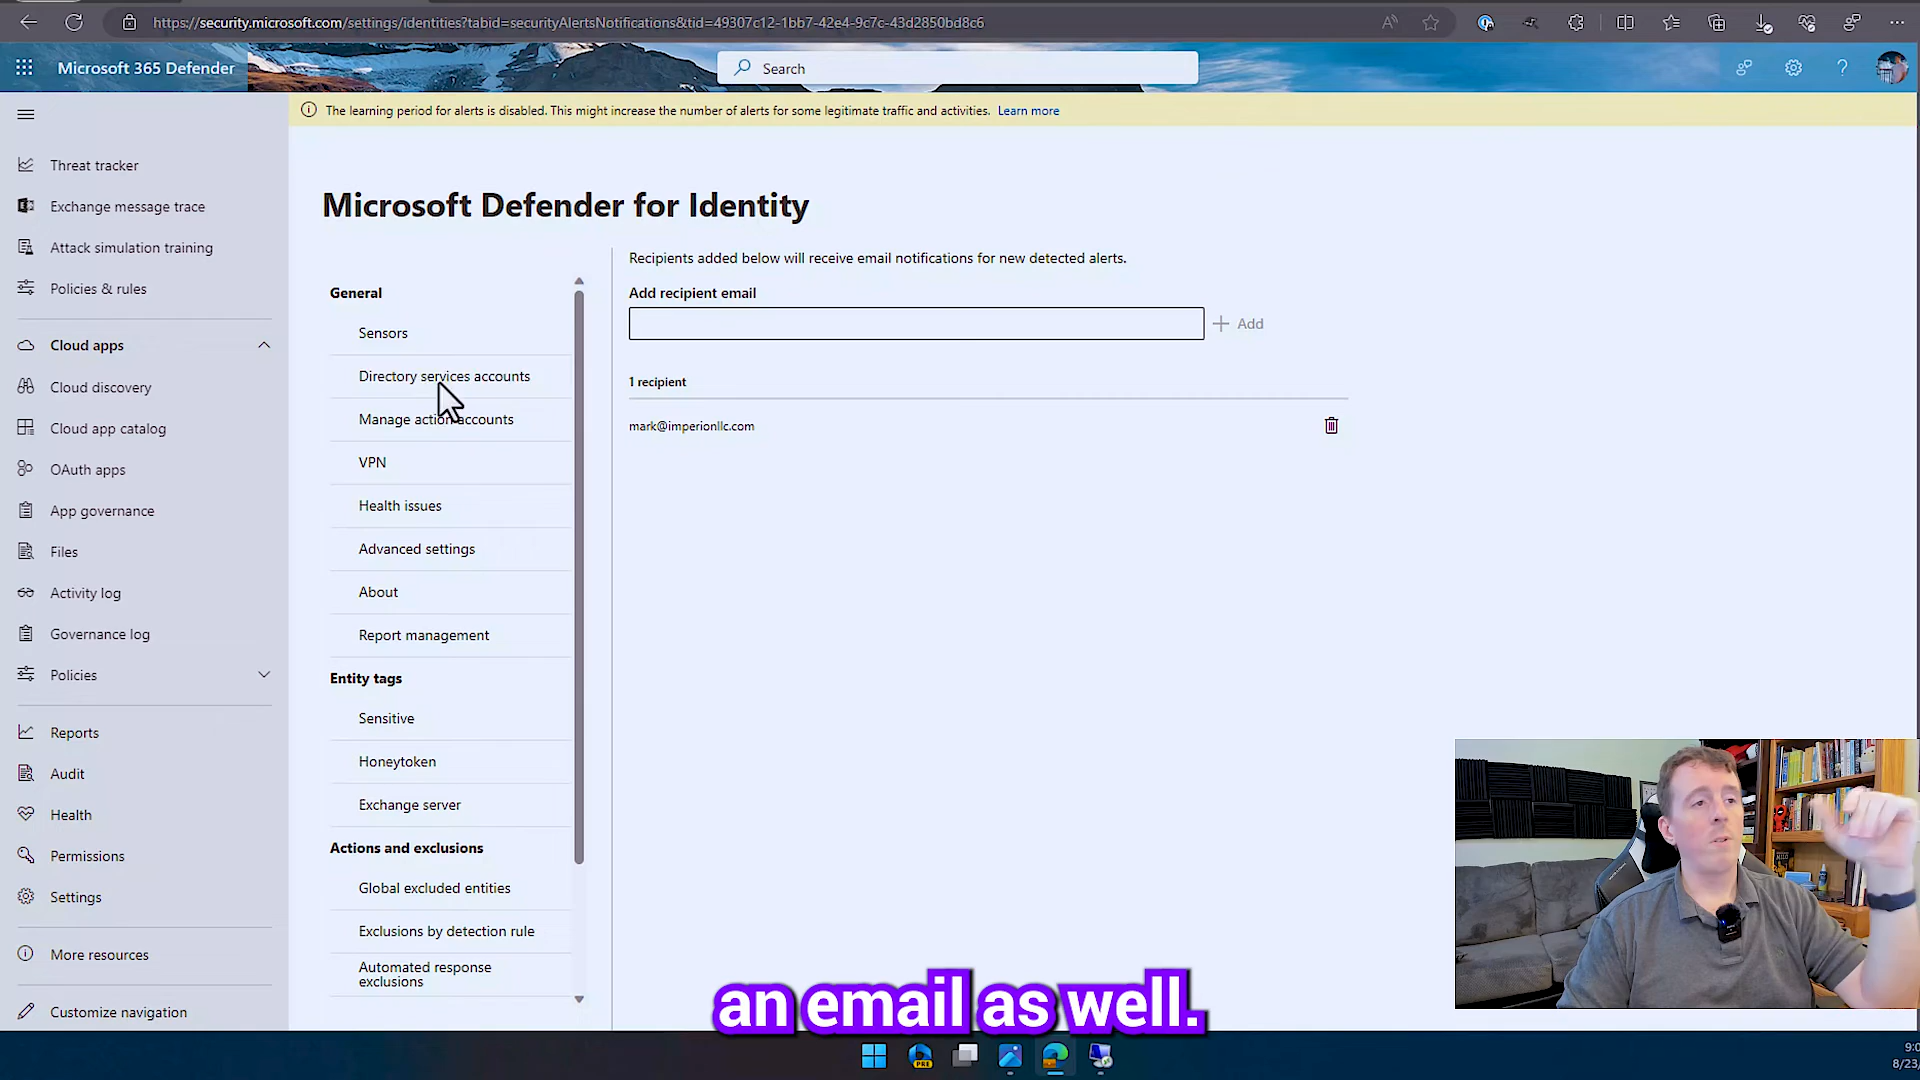 https://security.microsoft.com/settings/identities?tabid=securityAlertsNotifications&tid=49307c12-1bb7-42e4-9c7c-43d2850bd8c6
Microsoft 365 Defender
Search
The learning period for alerts is disabled. This might increase the number of alerts for some legitimate traffic and activities. Learn more
Threat tracker
Exchange message trace
Attack simulation training
Policies & rules
Cloud apps
Cloud discovery
Cloud app catalog
OAuth apps
App governance
Files
Activity log
Governance log
Policies
Reports
Audit
Health
Permissions
Settings
More resources
Customize navigation
Microsoft Defender for Identity
General
Sensors
Directory services accounts
Manage action accounts
VPN
Health issues
Advanced settings
About
Report management
Entity tags
Sensitive
Honeytoken
Exchange server
Actions and exclusions
Global excluded entities
Exclusions by detection rule
Automated response
exclusions
Recipients added below will receive email notifications for new detected alerts.
Add recipient email
Add
1 recipient
mark@imperionllc.com
an email as well.
PRE
9:0
8/23/